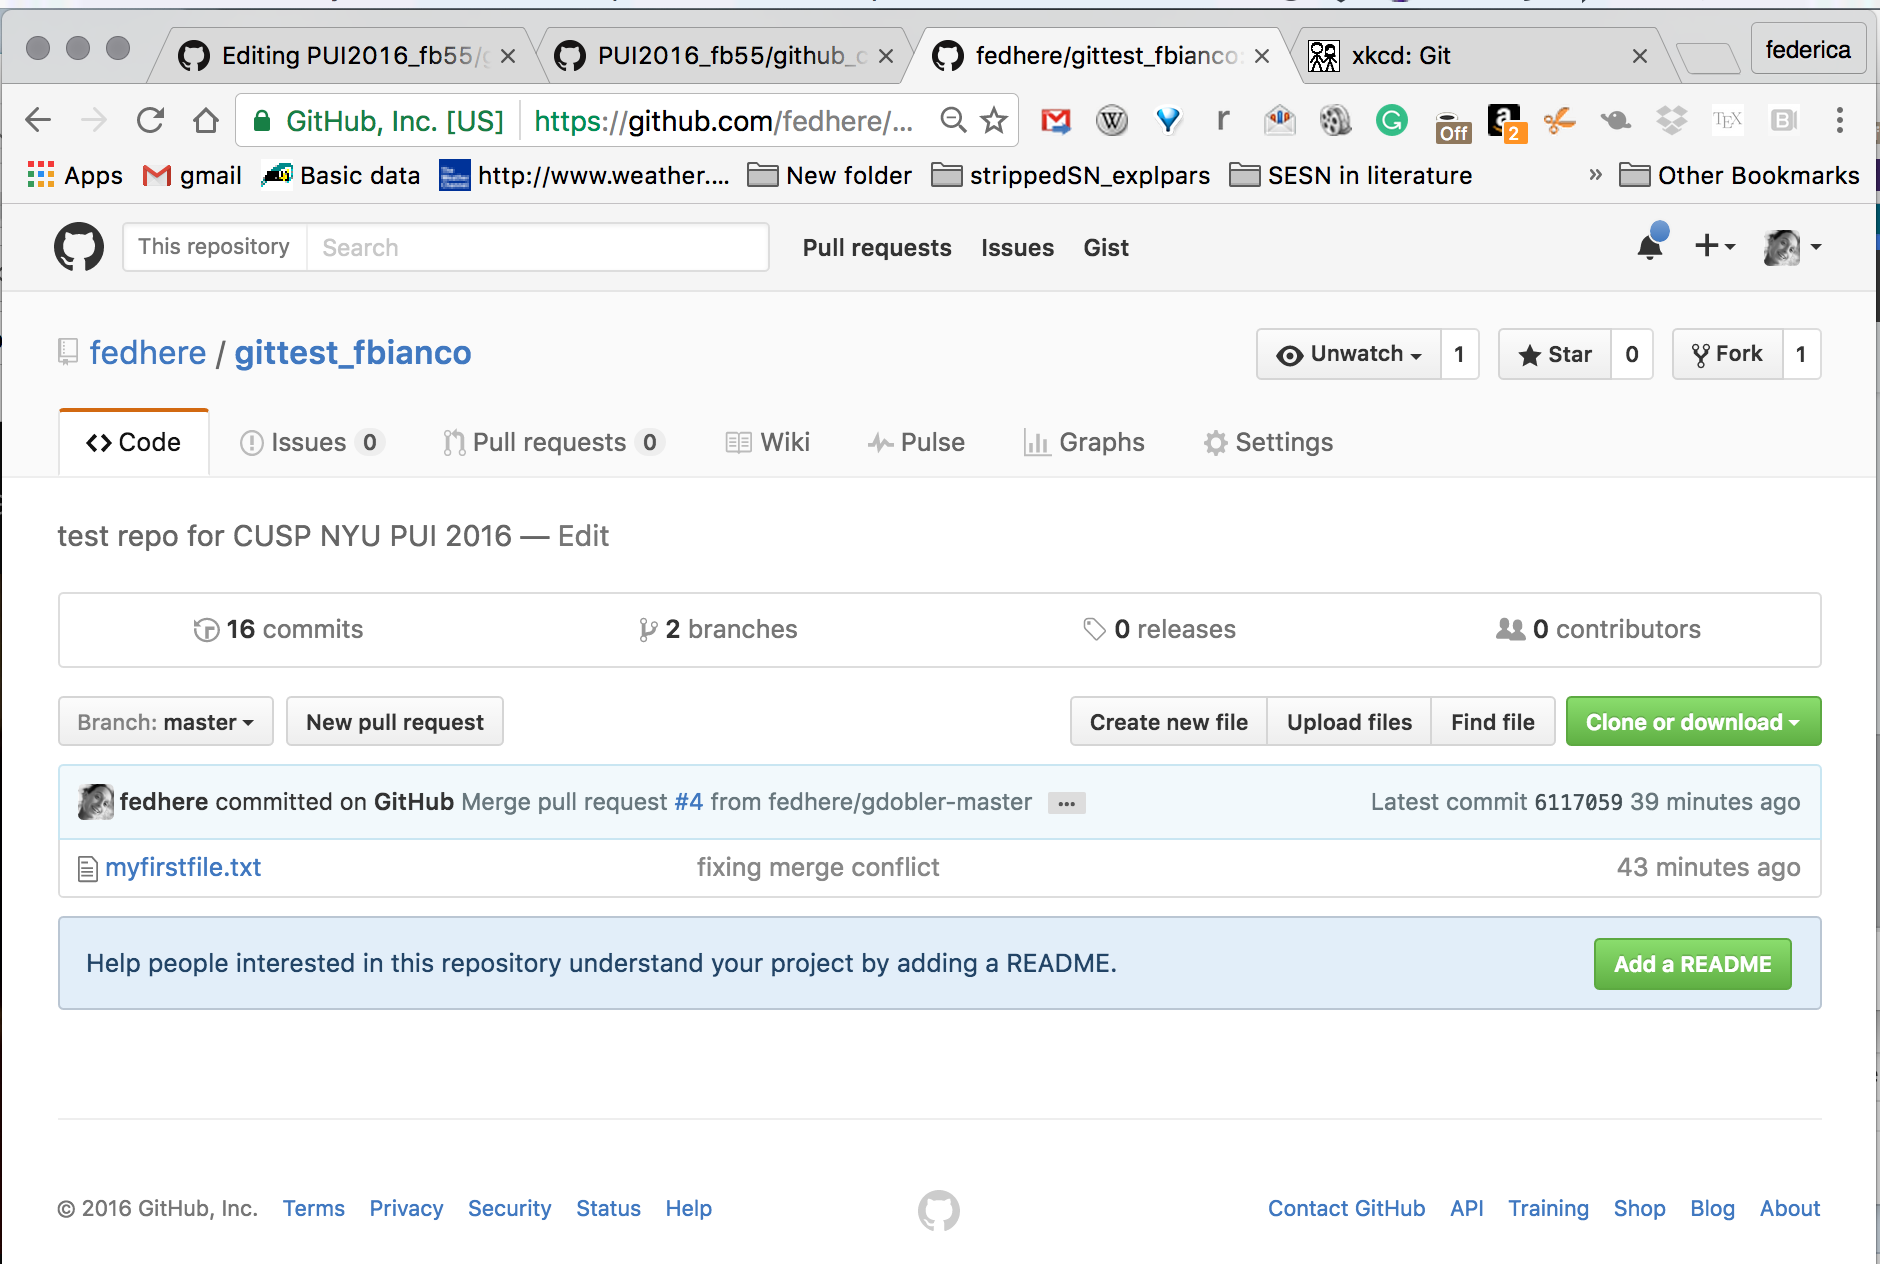 Editing PUI2016_fb55/g
PUI2016_fb55/github_c
fedhere/gittest_fbianco:
xkcd: Git
federica
GitHub, Inc. [US] https://github.com/fedhere/...
Off
2
TEX
Apps gmail Basic data http://www.weather.... New folder strippedSN_explpars SESN in literature » Other Bookmarks
This repository Search Pull requests Issues Gist
fedhere / gittest_fbianco
Unwatch 1 Star 0 Fork 1
Code Issues 0 Pull requests 0 Wiki Pulse Graphs Settings
test repo for CUSP NYU PUI 2016 — Edit
16 commits 2 branches 0 releases 0 contributors
Branch: master New pull request Create new file Upload files Find file Clone or download
fedhere committed on GitHub Merge pull request #4 from fedhere/gdobler-master ... Latest commit 6117059 39 minutes ago
myfirstfile.txt fixing merge conflict 43 minutes ago
Help people interested in this repository understand your project by adding a README. Add a README
© 2016 GitHub, Inc. Terms Privacy Security Status Help Contact GitHub API Training Shop Blog About